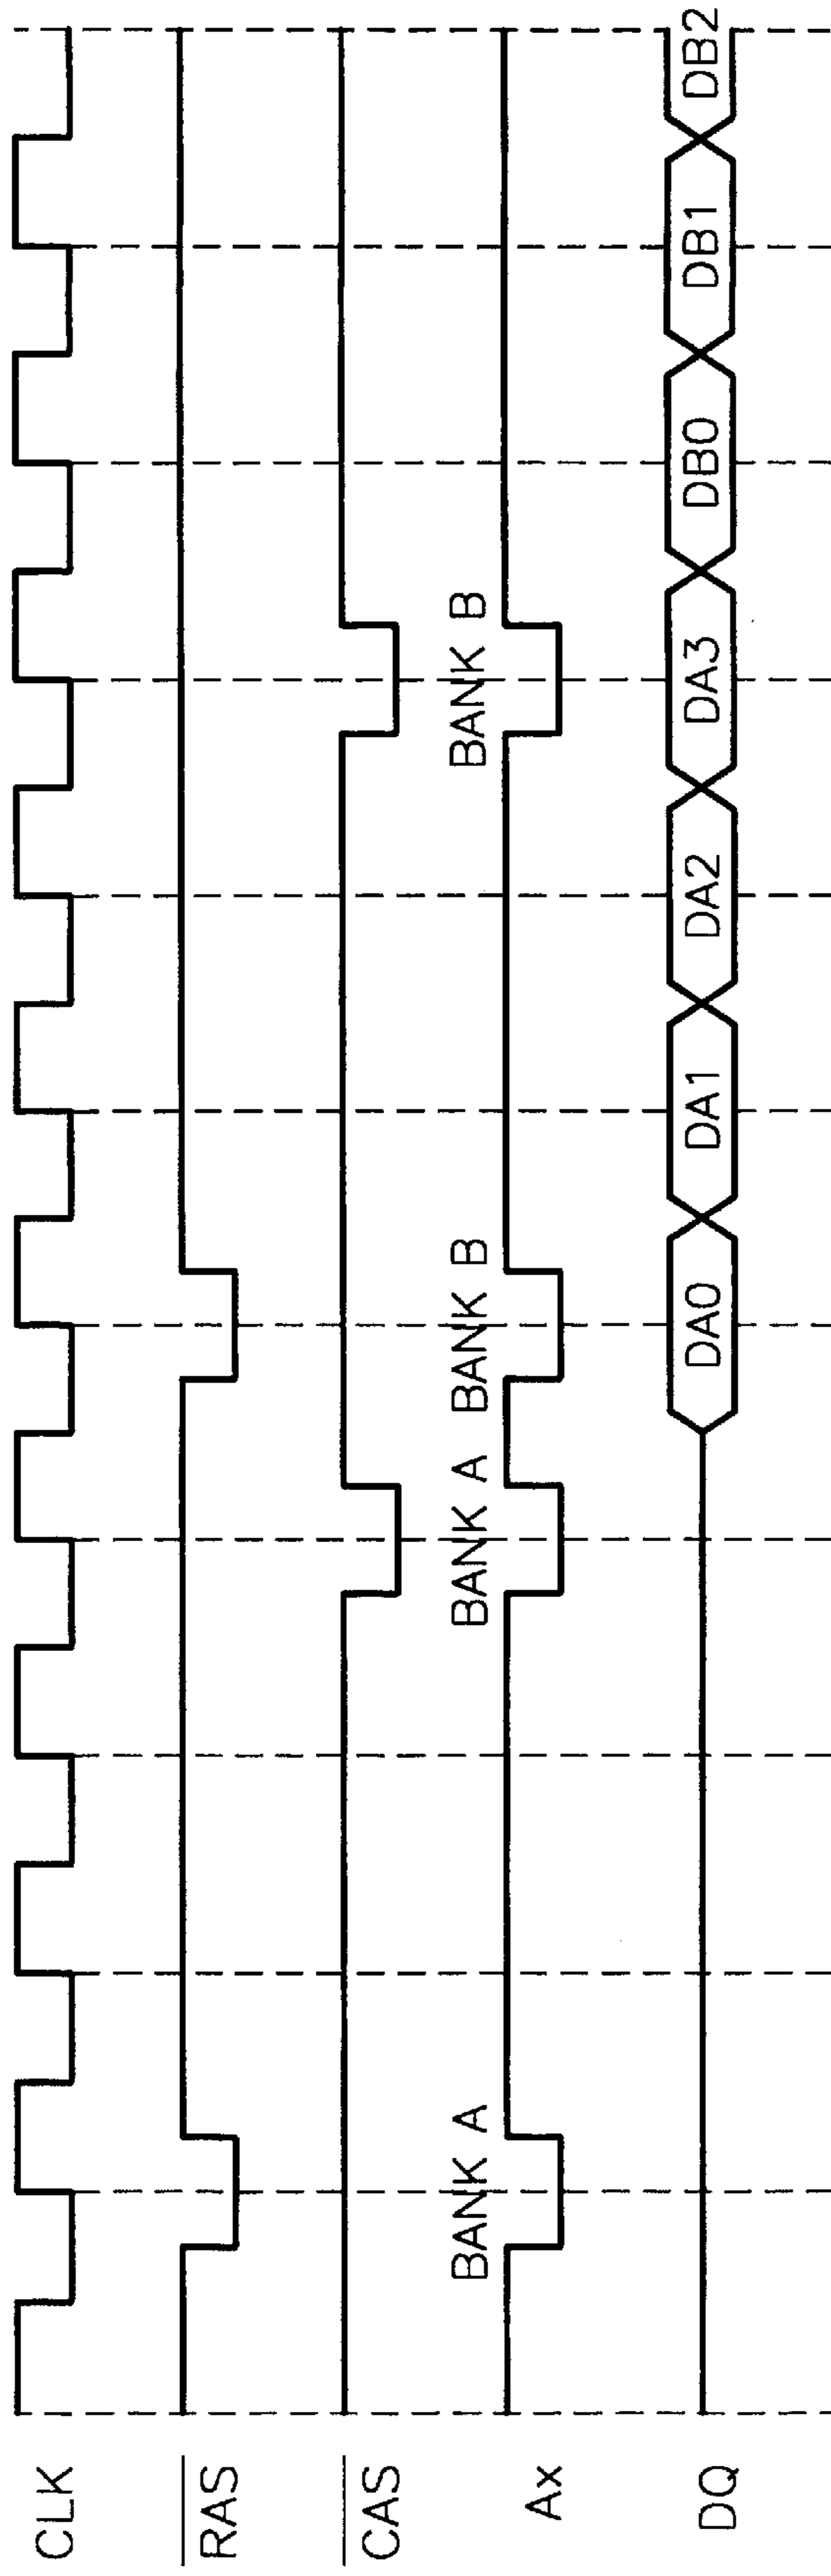 CLK
RAS
CAS
Ax
BANK A
BANK A
BANK B
BANK B
DQ
DA0
DA1
DA2
DA3
DB0
DB1
DB2